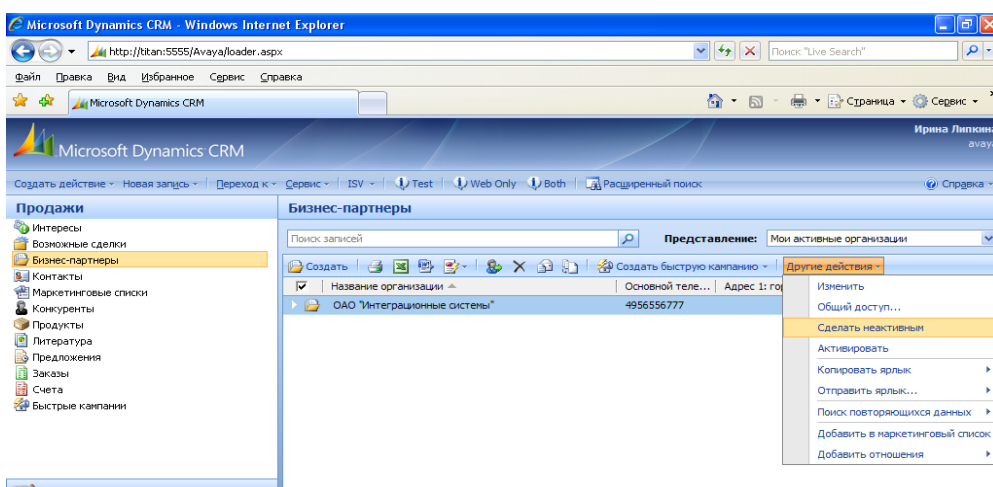 Microsoft Dynamics CRM - Windows Internet Explorer
http://titan:5555/Avaya/loader.aspx
Поиск "Live Search"
Файл Правка Вид Избранное Сервис Справка
Microsoft Dynamics CRM
Страница Сервис
Ирина Липкина
Microsoft Dynamics CRM
avaya
Создать действие Новая запись Переход к Сервис ISV Test Web Only Both Расширенный поиск Справка
Продажи
Бизнес-партнеры
Интересы
Возможные сделки
Бизнес-партнеры
Контакты
Маркетинговые списки
Конкуренты
Продукты
Литература
Предложения
Заказы
Счета
Быстрые кампании
Поиск записей
Представление: Мои активные организации
Создать Создать быструю кампанию Другие действия
Название организации Основной теле... Адрес 1: го
ОАО "Интеграционные системы" 4956556777
Изменить
Общий доступ...
Сделать неактивным
Активировать
Копировать ярлык
Отправить ярлык...
Поиск повторяющихся данных
Добавить в маркетинговый список
Добавить отношения